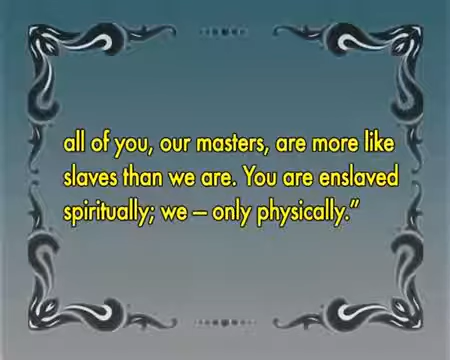 all of you, our masters, are more like
slaves than we are. You are enslaved
spiritually; we – only physically.”